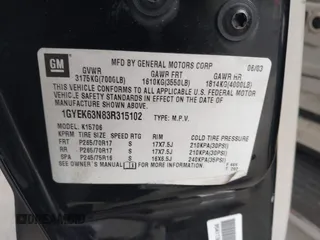 GM
MFD BY GENERAL MOTORS CORP 06/03
GVWR GAWR FRT GAWR RR
3175KG(7000LB) 1610KG(3550LB) 1814KG(4000LB)
THIS VEHICLE CONFORMS TO ALL APPLICABLE U.S. FEDERAL MOTOR
VEHICLE SAFETY STANDARDS IN EFFECT ON THE DATE OF
MANUFACTURE SHOWN ABOVE.
1GYEK63N83R315102 TYPE: M.P.V.
K15706
TIRE SIZE SPEED RTG RIM COLD TIRE PRESSURE
FRT P265/70R17 S 17X7.5J 210KPA(30PSI)
RR P265/70R17 S 17X7.5J 210KPA(30PSI)
SPA P245/75R16 S 16X6.5J 240KPA(35PSI)
SEE OWNER'S MANUAL FOR ADDITIONAL INFORMATION